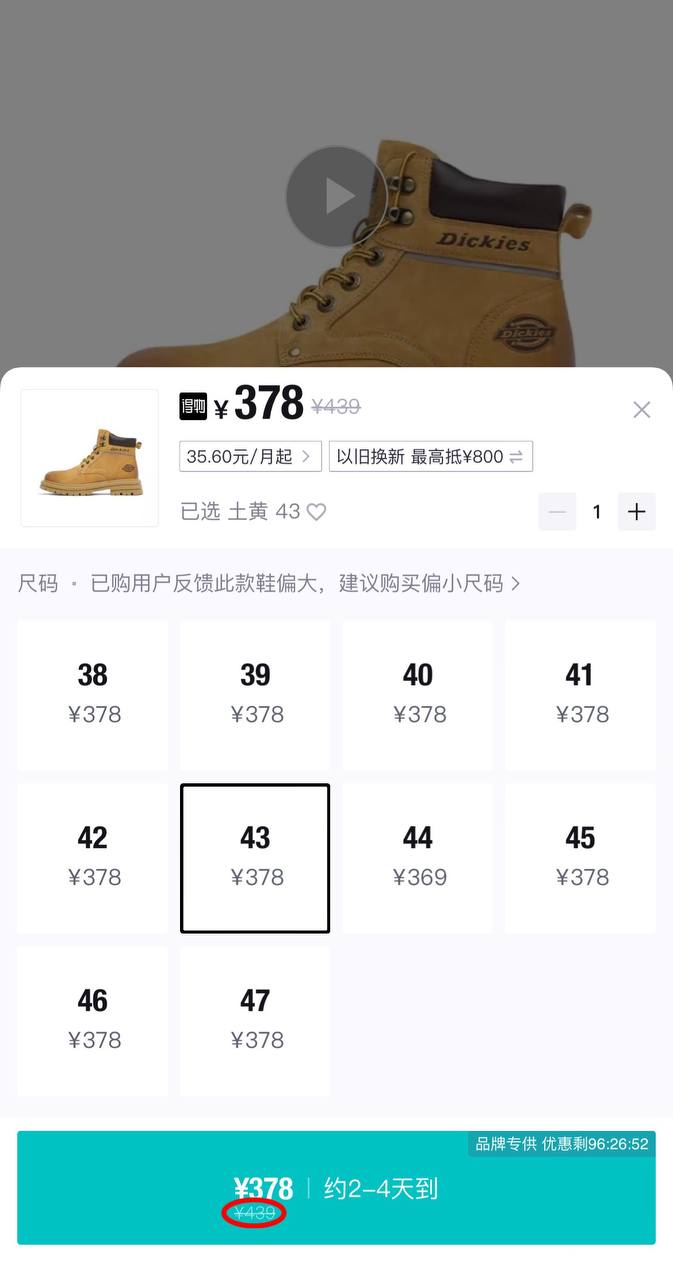 Dickies
Dickies
得物 ¥378 ¥439
35.60元/月起 > 以旧换新 最高抵¥800
已选 土黄 43
1 +
尺码 · 已购用户反馈此款鞋偏大，建议购买偏小尺码 >
38 39 40 41
¥378 ¥378 ¥378 ¥378
42 43 44 45
¥378 ¥378 ¥369 ¥378
46 47
¥378 ¥378
品牌专供 优惠剩96:26:52
¥378 | 约2-4天到
¥439